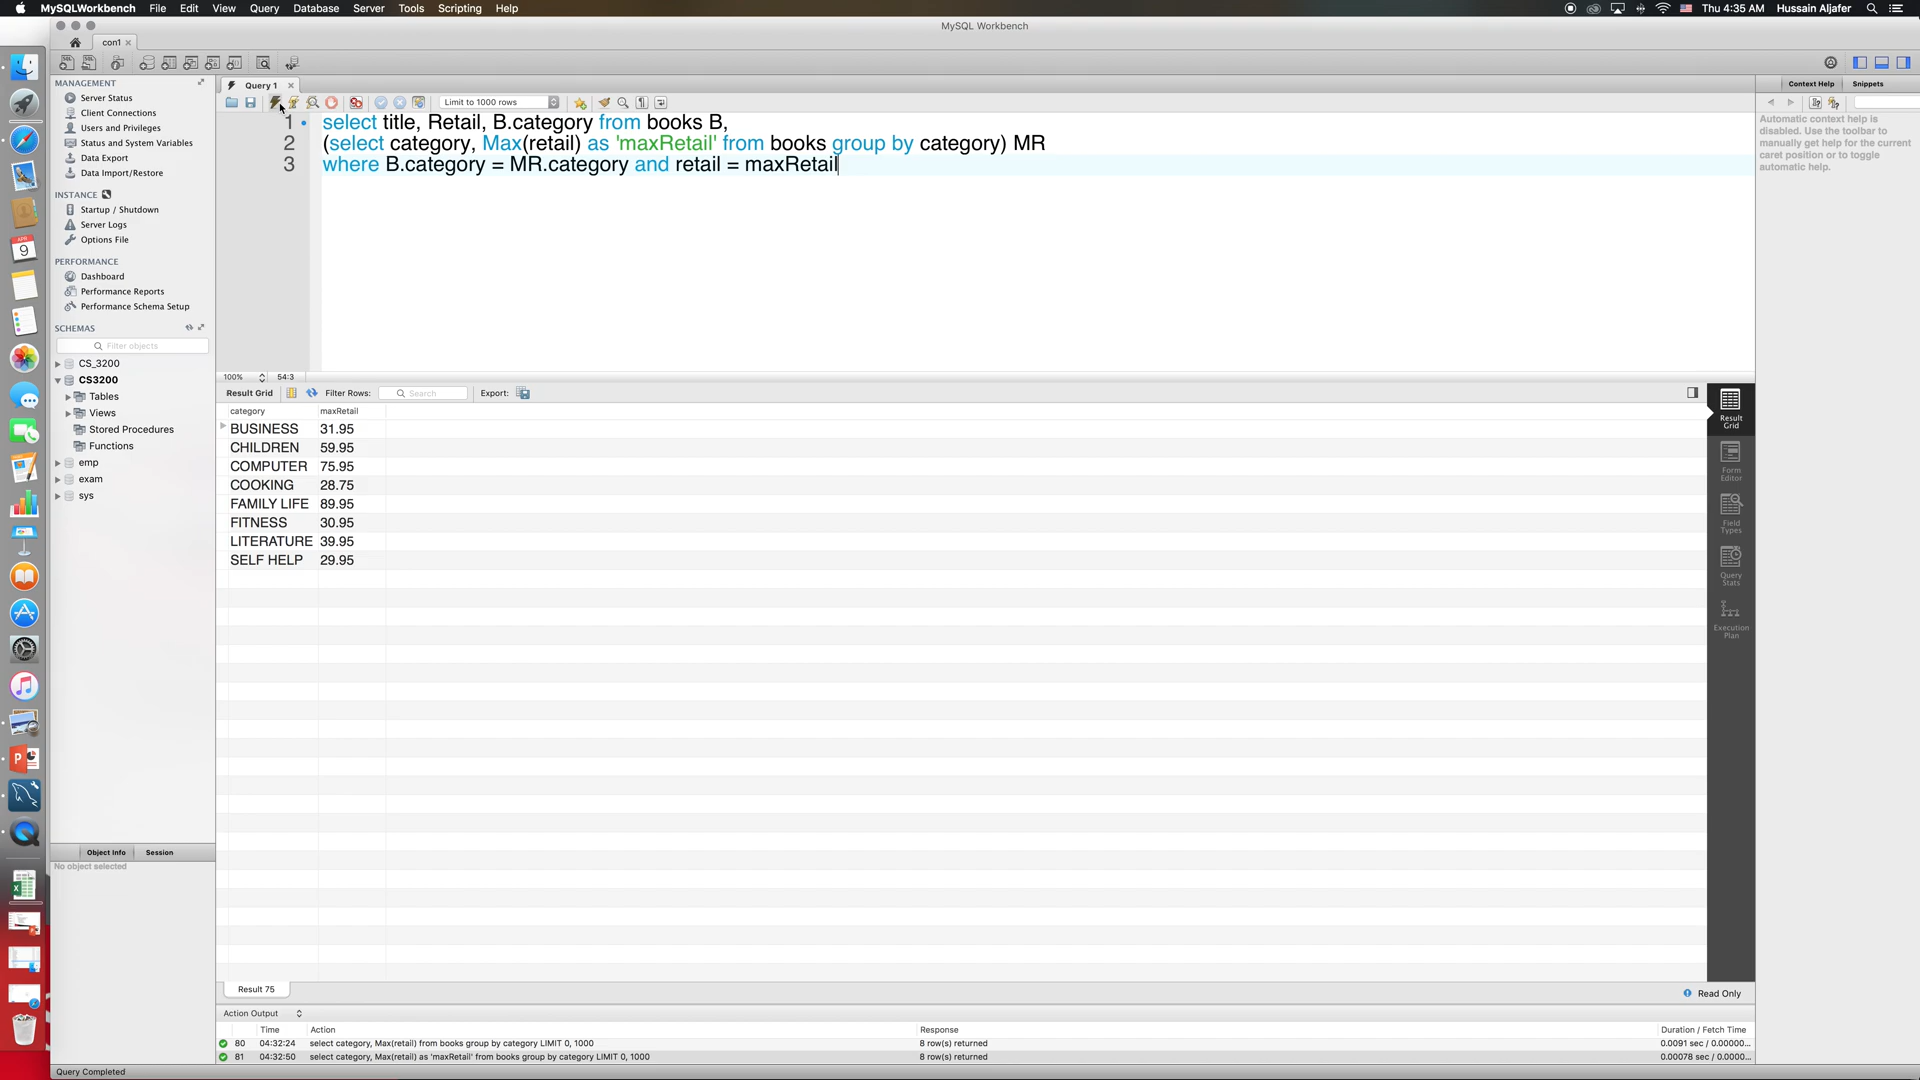 MySQLWorkbench File Edit View Query Database Server Tools Scripting Help
Thu 4:35 AM Hussain Aljafer
MySQL Workbench
con1
MANAGEMENT
Server Status
Client Connections
Users and Privileges
Status and System Variables
Data Export
Data Import/Restore
INSTANCE
Startup / Shutdown
Server Logs
Options File
PERFORMANCE
Dashboard
Performance Reports
Performance Schema Setup
SCHEMAS
Filter objects
CS_3200
CS3200
Tables
Views
Stored Procedures
Functions
emp
exam
sys
Object Info Session
No object selected
Query Completed
Query 1
Limit to 1000 rows
1 select title, Retail, B.category from books B,
2 (select category, Max(retail) as 'maxRetail' from books group by category) MR
3 where B.category = MR.category and retail = maxRetail
100% 54:3
Result Grid Filter Rows: Search Export:
category maxRetail
BUSINESS 31.95
CHILDREN 59.95
COMPUTER 75.95
COOKING 28.75
FAMILY LIFE 89.95
FITNESS 30.95
LITERATURE 39.95
SELF HELP 29.95
Result Grid
Form Editor
Field Types
Query Stats
Execution Plan
Result 75
Read Only
Action Output
Time Action Response Duration / Fetch Time
80 04:32:24 select category, Max(retail) from books group by category LIMIT 0, 1000 8 row(s) returned 0.0091 sec / 0.00000...
81 04:32:50 select category, Max(retail) as 'maxRetail' from books group by category LIMIT 0, 1000 8 row(s) returned 0.00078 sec / 0.0000...
Context Help Snippets
Automatic context help is
disabled. Use the toolbar to
manually get help for the current
caret position or to toggle
automatic help.
APR
9